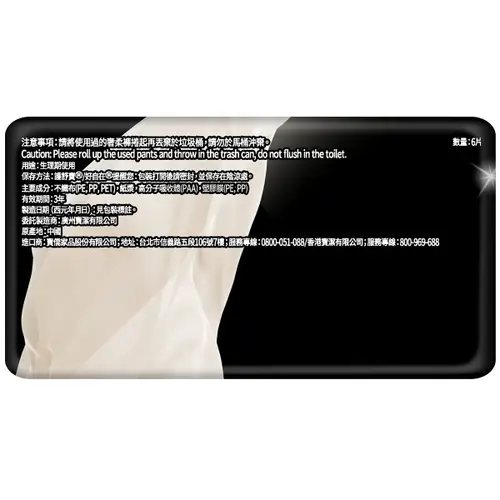 注意事項：請將使用過的奢柔褲捲起再丟棄於垃圾桶，請勿於馬桶沖棄。
數量：6片
Caution: Please roll up the used pants and throw in the trash can, do not flush in the toilet.
用途：生理期使用
保存方法：護舒寶®/好自在®提醒您：包裝打開後請密封，並保存在陰涼處。
主要成分：不織布(PE, PP, PET)，紙漿，高分子吸收體(PAA)，塑膠膜(PE, PP)
有效期間：3年
製造日期（西元年月日）：見包裝標註。
委託製造商：廣州寶潔有限公司
原產地：中國
進口商：寶僑家品股份有限公司；地址：台北市信義路五段106號7樓；服務專線：0800-051-088/香港寶潔有限公司；服務專線：800-969-688